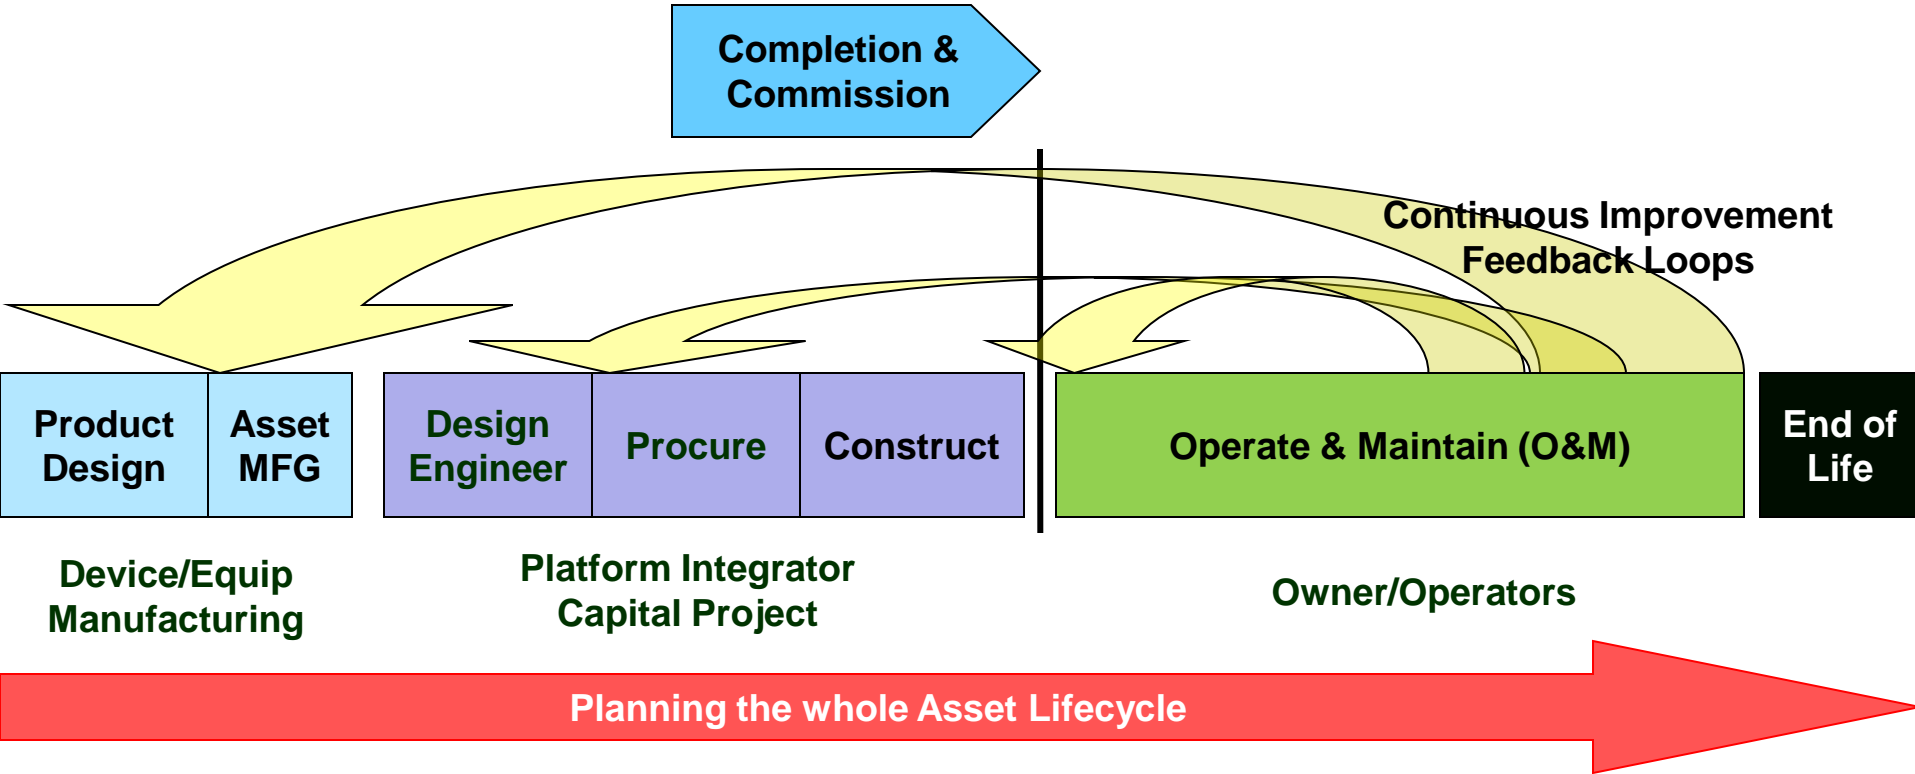 Completion &
Commission
Continuous Improvement
Feedback Loops
Product
Design
Asset
MFG
Design
Engineer
Procure
Construct
Operate & Maintain (O&M)
End of
Life
Device/Equip
Manufacturing
Platform Integrator
Capital Project
Owner/Operators
Planning the whole Asset Lifecycle